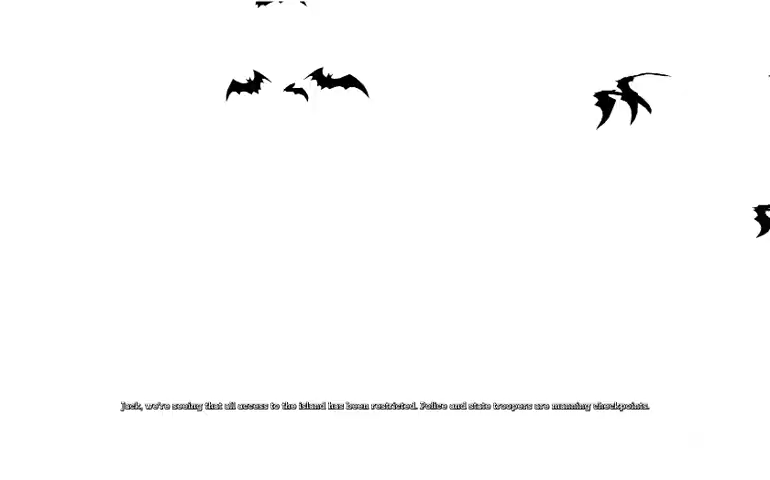 Jack, we're seeing that all access to the island has been restricted. Police and state troopers are manning checkpoints.